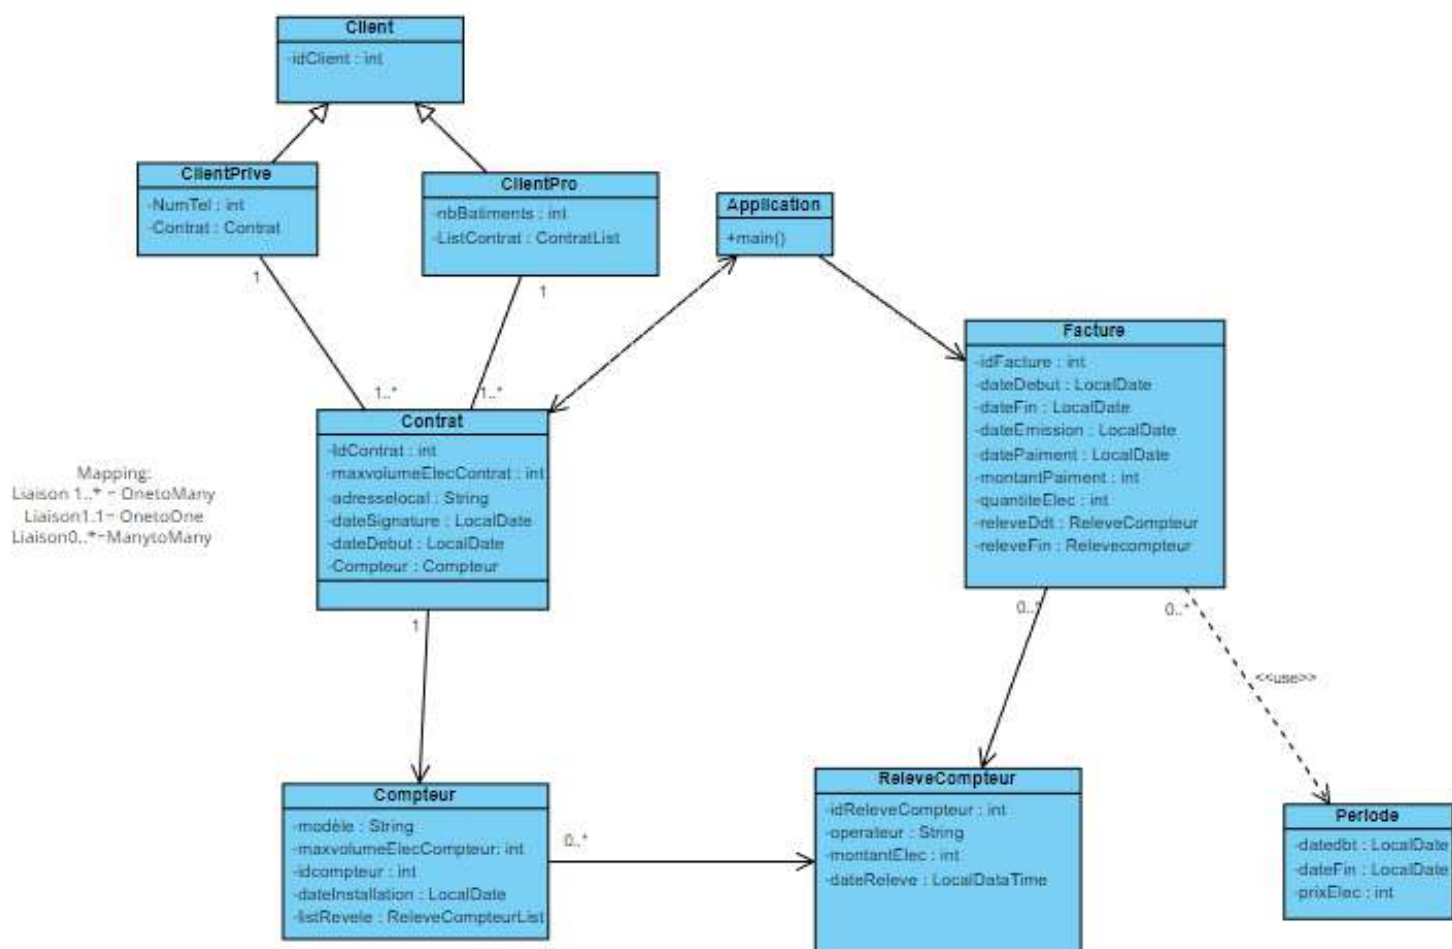 Client
-idClient : int
ClientPrive
-NumTel : int
-Contrat : Contrat
ClientPro
-nbBatiments : int
-ListContrat : ContratList
Application
+main()
1
1
1..*
1..*
Facture
-idFacture : int
-dateDebut : LocalDate
-dateFin : LocalDate
-dateEmission : LocalDate
-datePaiment : LocalDate
-montantPaiment : int
-quantiteElec : int
-releveDdt : ReleveCompteur
-releveFin : Relevecompteur
Contrat
-IdContrat : int
-maxvolumeElecContrat : int
-adresselocal : String
-dateSignature : LocalDate
-dateDebut : LocalDate
-Compteur : Compteur
Mapping:
Liaison 1..* = OnetoMany
Liaison1.1= OnetoOne
Liaison0..*=ManytoMany
1
0..*
0..*
<<use>>
Compteur
-modèle : String
-maxvolumeElecCompteur: int
-idcompteur : int
-dateInstallation : LocalDate
-listRevele : ReleveCompteurList
0..*
ReleveCompteur
-idReleveCompteur : int
-operateur : String
-montantElec : int
-dateReleve : LocalDataTime
Periode
-datedbt : LocalDate
-dateFin : LocalDate
-prixElec : int